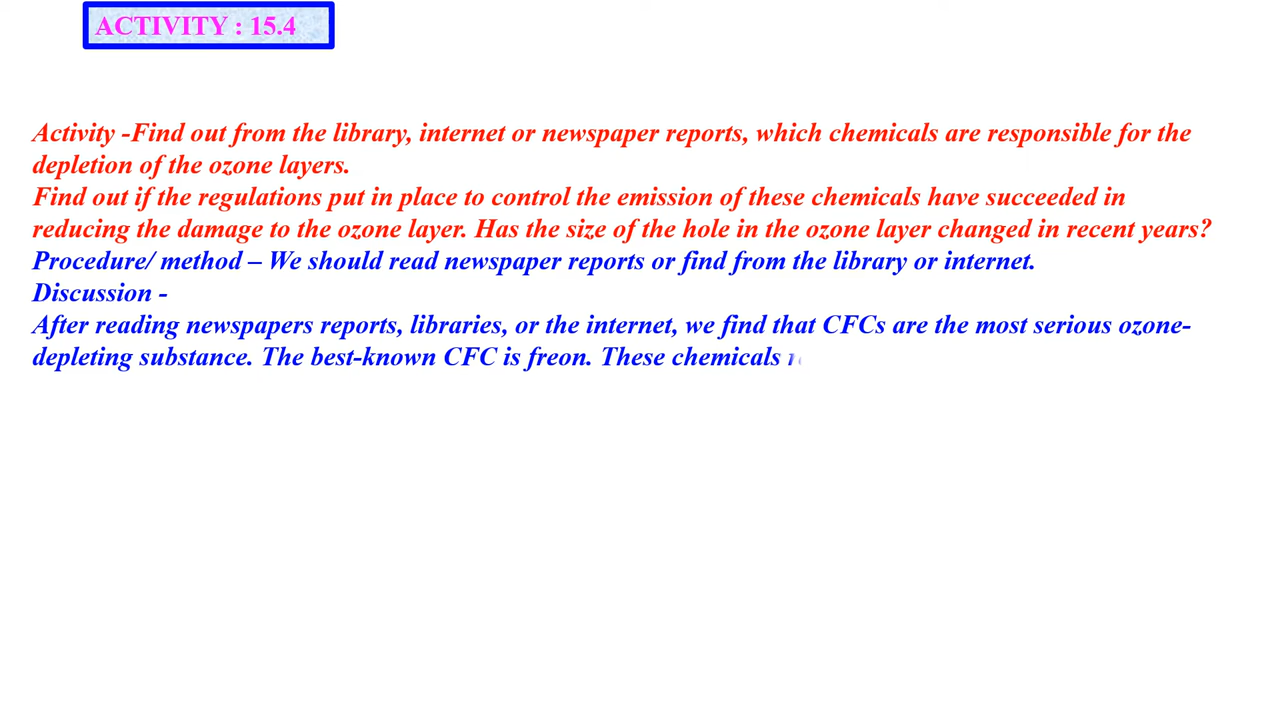 ACTIVITY : 15.4
Activity -Find out from the library, internet or newspaper reports, which chemicals are responsible for the
depletion of the ozone layers.
Find out if the regulations put in place to control the emission of these chemicals have succeeded in
reducing the damage to the ozone layer. Has the size of the hole in the ozone layer changed in recent years?
Procedure/ method – We should read newspaper reports or find from the library or internet.
Discussion -
After reading newspapers reports, libraries, or the internet, we find that CFCs are the most serious ozone-
depleting substance. The best-known CFC is freon. These chemicals